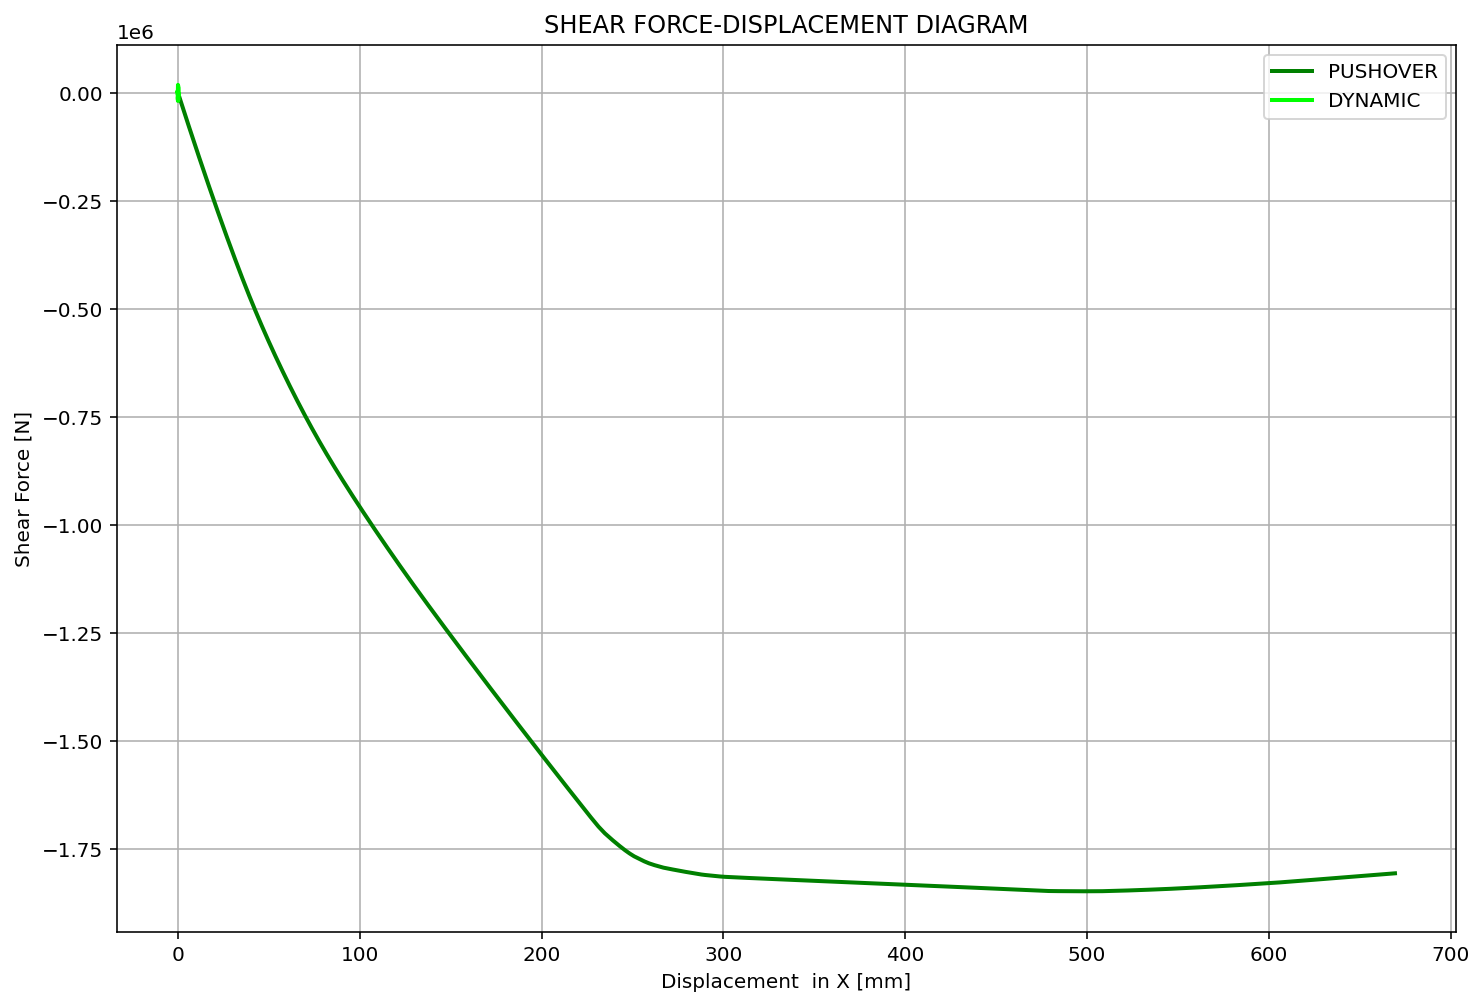 SHEAR FORCE-DISPLACEMENT DIAGRAM
1e6
PUSHOVER
DYNAMIC
0.00
−0.25
−0.50
−0.75
−1.00
−1.25
−1.50
−1.75
Shear Force [N]
0 100 200 300 400 500 600 700
Displacement  in X [mm]